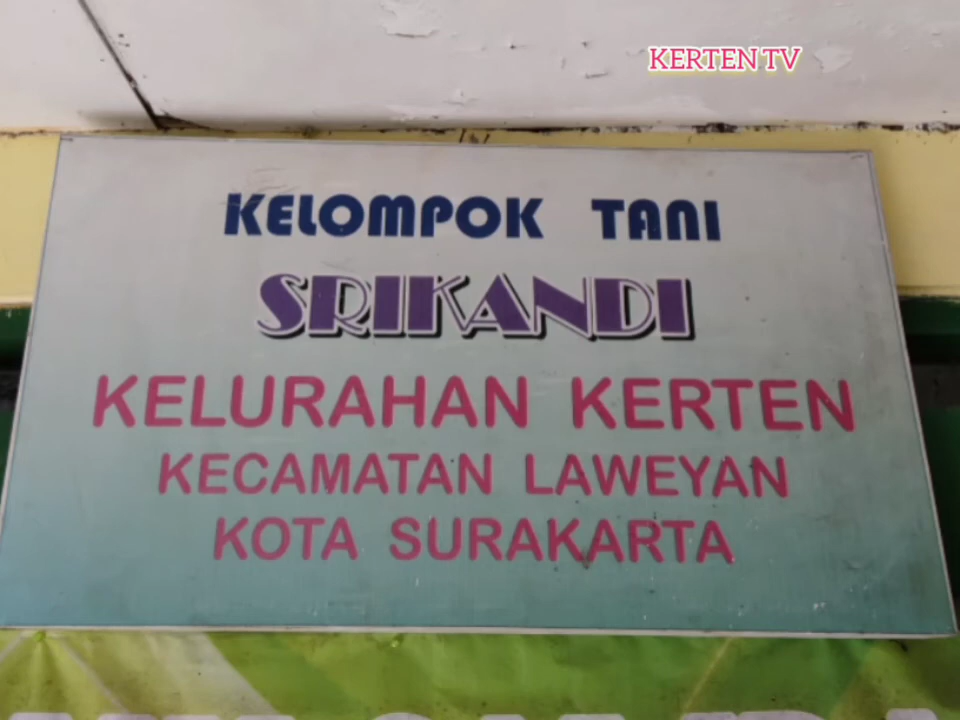 KERTEN TV
KELOMPOK TANI
SRIKANDI
KELURAHAN KERTEN
KECAMATAN LAWEYAN
KOTA SURAKARTA